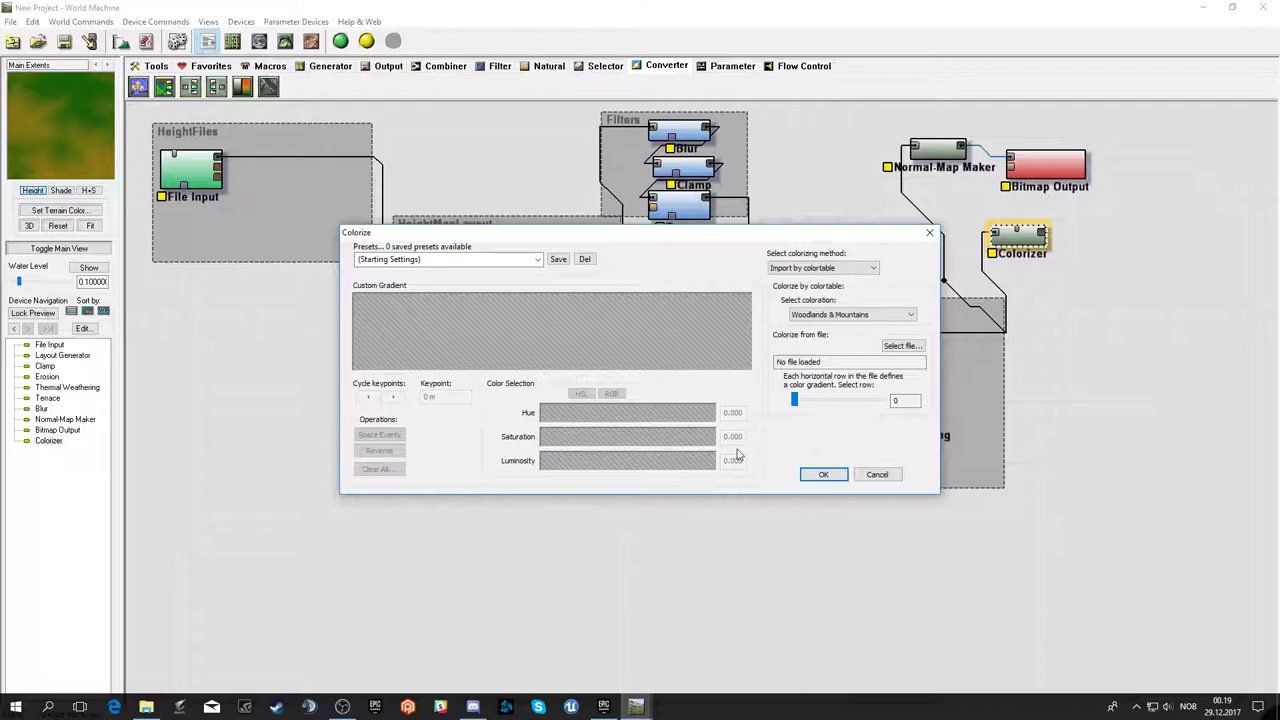 New Project - World Machine
File Edit World Commands Device Commands Views Devices Parameter Devices Help & Web
Main Extents
Tools Favorites Macros Generator Output Combiner Filter Natural Selector Converter Parameter Flow Control
HeightFiles
File Input
Filters
Blur
Clamp
Normal-Map Maker
Bitmap Output
Colorizer
Height Shade H+S
Set Terrain Color...
3D Reset Fit
Toggle Main View
Water Level Show
0.10000
Device Navigation Sort by:
Lock Preview
Edit...
File Input
Layout Generator
Clamp
Erosion
Thermal Weathering
Terrace
Blur
Normal-Map Maker
Bitmap Output
Colorizer
Colorize
Presets... 0 saved presets available
(Starting Settings) Save Del
Custom Gradient
Cycle keypoints: Keypoint:
0 m
Operations:
Space Evenly
Reverse
Clear All...
Color Selection
HSL RGB
Hue 0.000
Saturation 0.000
Luminosity 0.000
Select colorizing method:
Import by colortable
Colorize by colortable:
Select coloration:
Woodlands & Mountains
Colorize from file:
Select file...
No file loaded
Each horizontal row in the file defines
a color gradient. Select row:
0
OK Cancel
NOB
00.19
29.12.2017